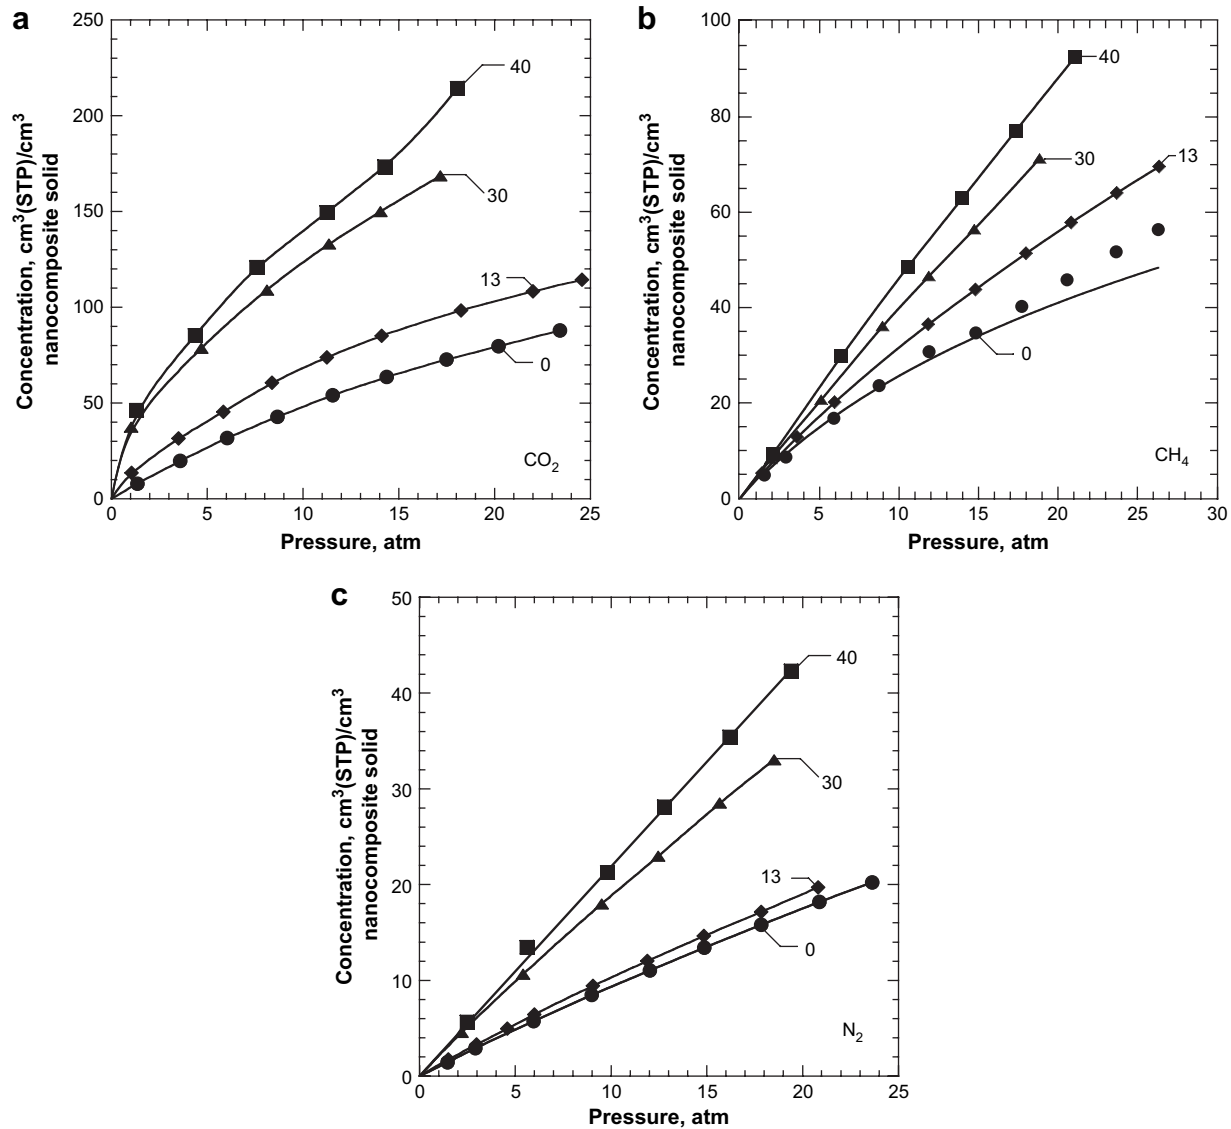 a
250
200
150
100
50
0
Concentration, cm³(STP)/cm³
nanocomposite solid
40
30
13
0
CO₂
0 5 10 15 20 25
Pressure, atm
b
100
80
60
40
20
0
Concentration, cm³(STP)/cm³
nanocomposite solid
40
30
13
0
CH₄
0 5 10 15 20 25 30
Pressure, atm
c
50
40
30
20
10
0
Concentration, cm³(STP)/cm³
nanocomposite solid
40
30
13
0
N₂
0 5 10 15 20 25
Pressure, atm